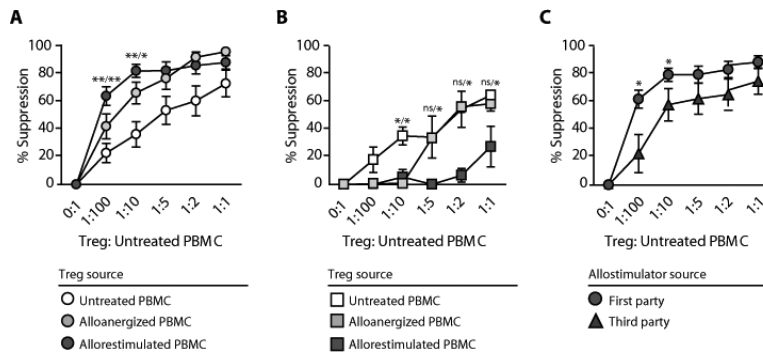 A
B
C
% Suppression
100
80
60
40
20
0
**/**
**/*
0:1
1:100
1:10
1:5
1:2
1:1
Treg: Untreated PBMC
Treg source
Untreated PBMC
Alloanergized PBMC
Allorestimulated PBMC
% Suppression
100
80
60
40
20
0
*/*
ns/*
ns/*
ns/*
0:1
1:100
1:10
1:5
1:2
1:1
Treg: Untreated PBMC
Treg source
Untreated PBMC
Alloanergized PBMC
Allorestimulated PBMC
% Suppression
100
80
60
40
20
0
*
*
0:1
1:100
1:10
1:5
1:2
1:1
Treg: Untreated PBMC
Allostimulator source
First party
Third party